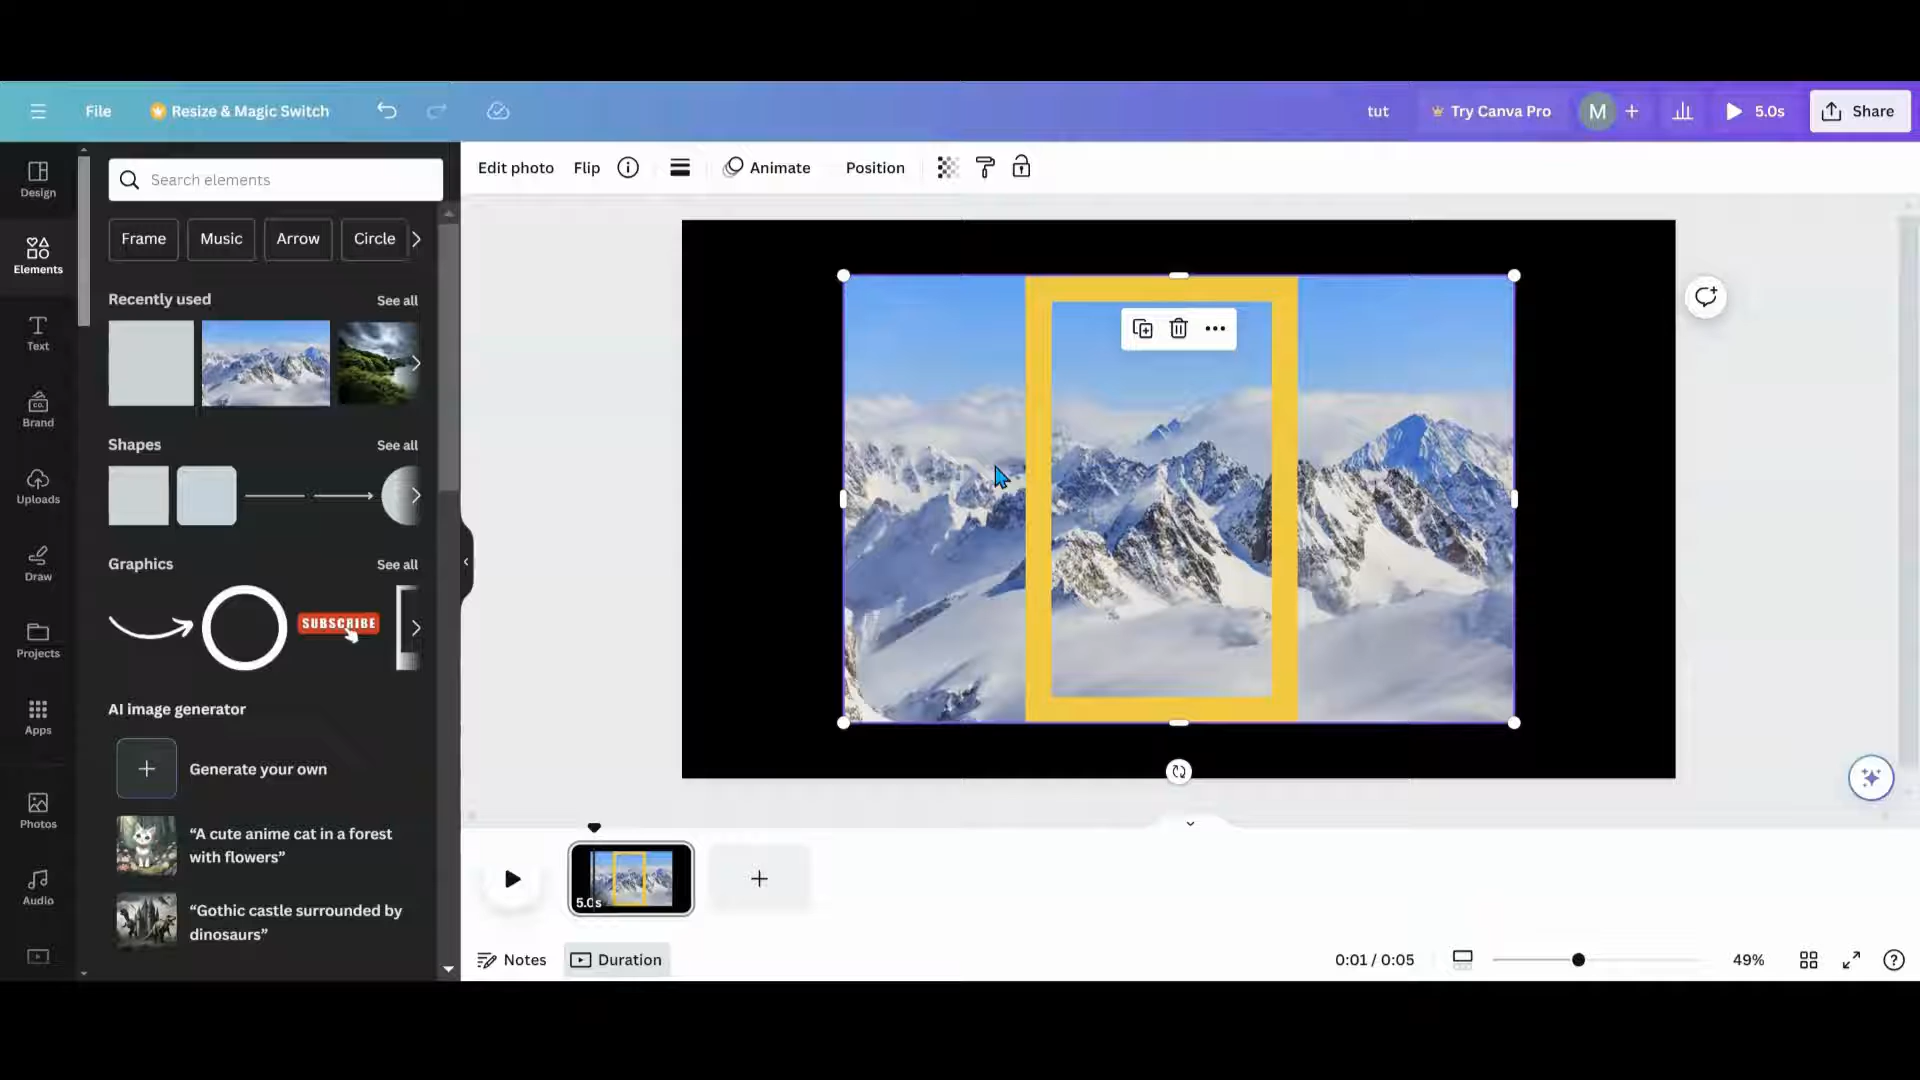 File
Resize & Magic Switch
tut
Try Canva Pro
M
5.0s
Share
Design
Elements
Text
Brand
Uploads
Draw
Projects
Apps
Photos
Audio
Search elements
Frame
Music
Arrow
Circle
Recently used
See all
Shapes
See all
Graphics
See all
SUBSCRIBE
AI image generator
Generate your own
“A cute anime cat in a forest
with flowers”
“Gothic castle surrounded by
dinosaurs”
Edit photo
Flip
Animate
Position
5.0s
Notes
Duration
0:01 / 0:05
49%